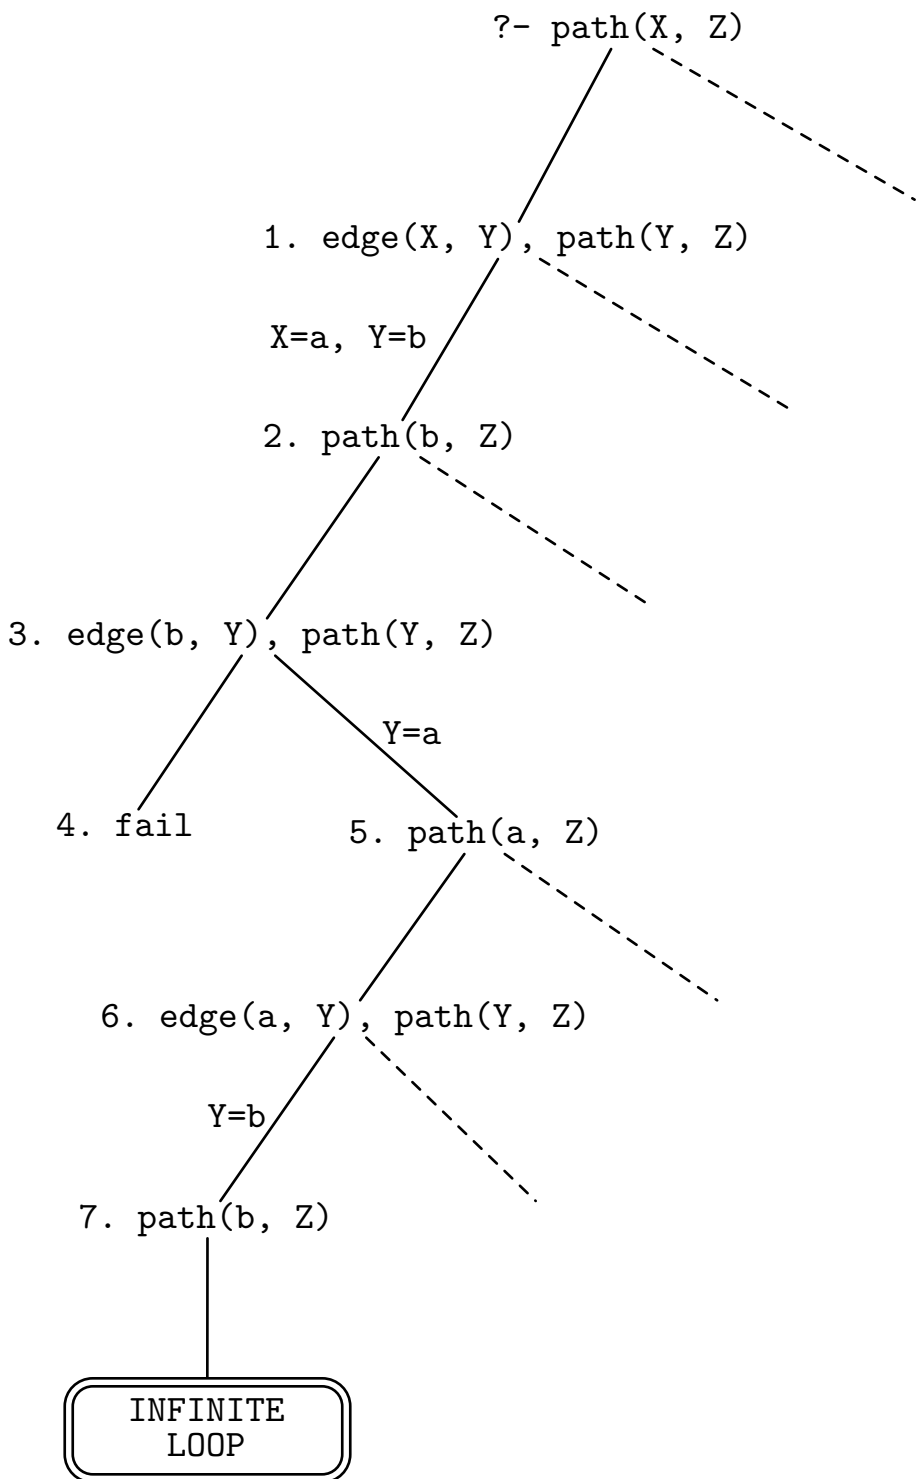 ?- path(X, Z)
1. edge(X, Y), path(Y, Z)
X=a, Y=b
2. path(b, Z)
3. edge(b, Y), path(Y, Z)
Y=a
4. fail
5. path(a, Z)
6. edge(a, Y), path(Y, Z)
Y=b
7. path(b, Z)
INFINITE
LOOP